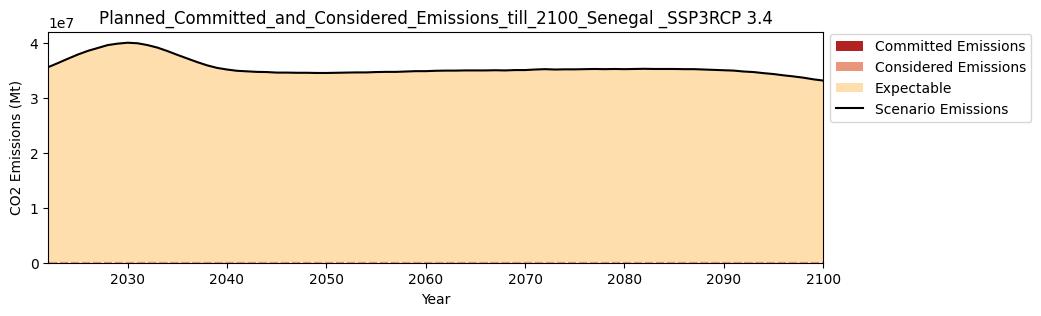 Planned_Committed_and_Considered_Emissions_till_2100_Senegal _SSP3RCP 3.4
1e7
4
3
2
1
0
CO2 Emissions (Mt)
2030 2040 2050 2060 2070 2080 2090 2100
Year
Committed Emissions
Considered Emissions
Expectable
Scenario Emissions